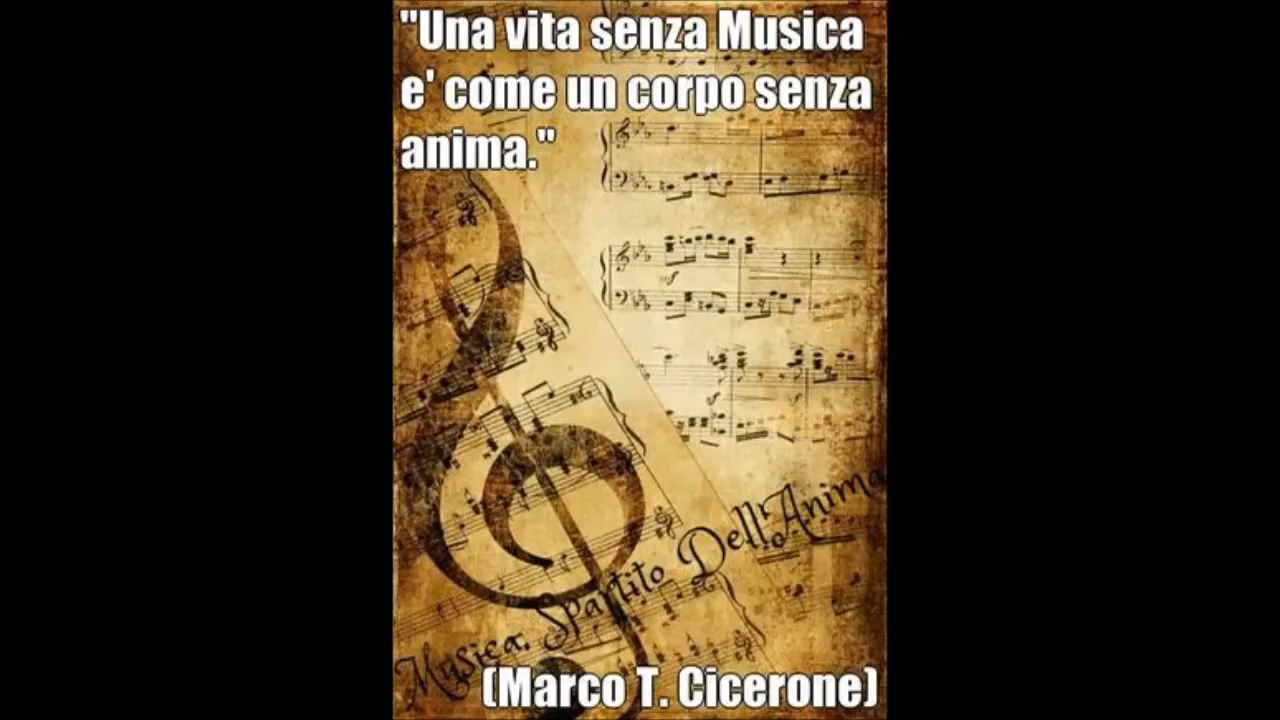 "Una vita senza Musica
e' come un corpo senza
anima."
Musica, Spartito Dell'Anima
(Marco T. Cicerone)